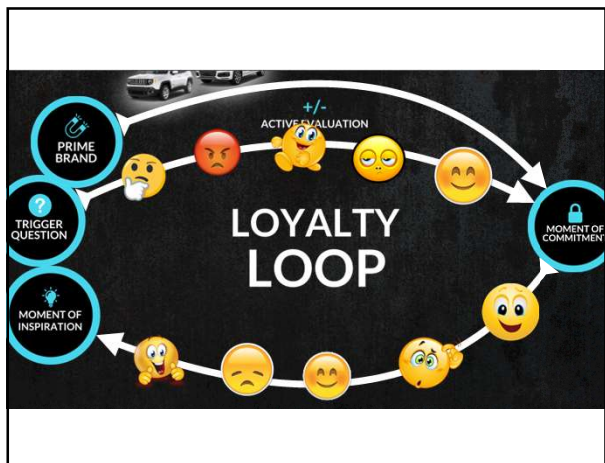 +/-
ACTIVE EVALUATION
PRIME
BRAND
?
TRIGGER
QUESTION
LOYALTY
LOOP
MOMENT OF
COMMITMENT
MOMENT OF
INSPIRATION